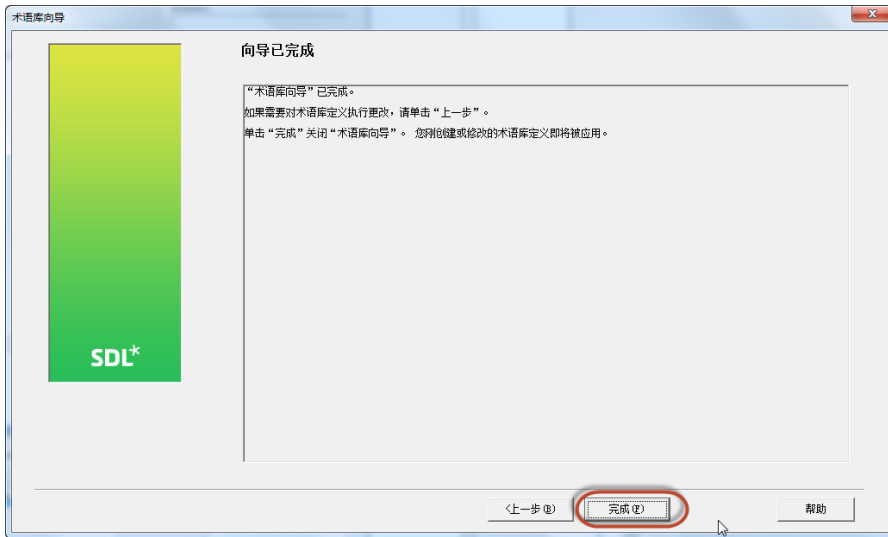 术语库向导
向导已完成
“术语库向导”已完成。
如果需要对术语库定义执行更改，请单击“上一步”。
单击“完成”关闭“术语库向导”。 您刚创建或修改的术语库定义即将被应用。
SDL*
<上一步(B)
完成(F)
帮助